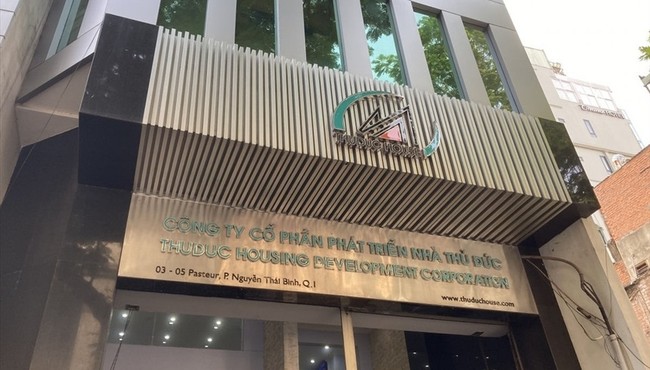 THUDUC HOUSE
CÔNG TY CỔ PHẦN PHÁT TRIỂN NHÀ THỦ ĐỨC
THUDUC HOUSING DEVELOPMENT CORPORATION
03 - 05 Pasteur, P. Nguyễn Thái Bình, Q.1
www.thuduchouse.com